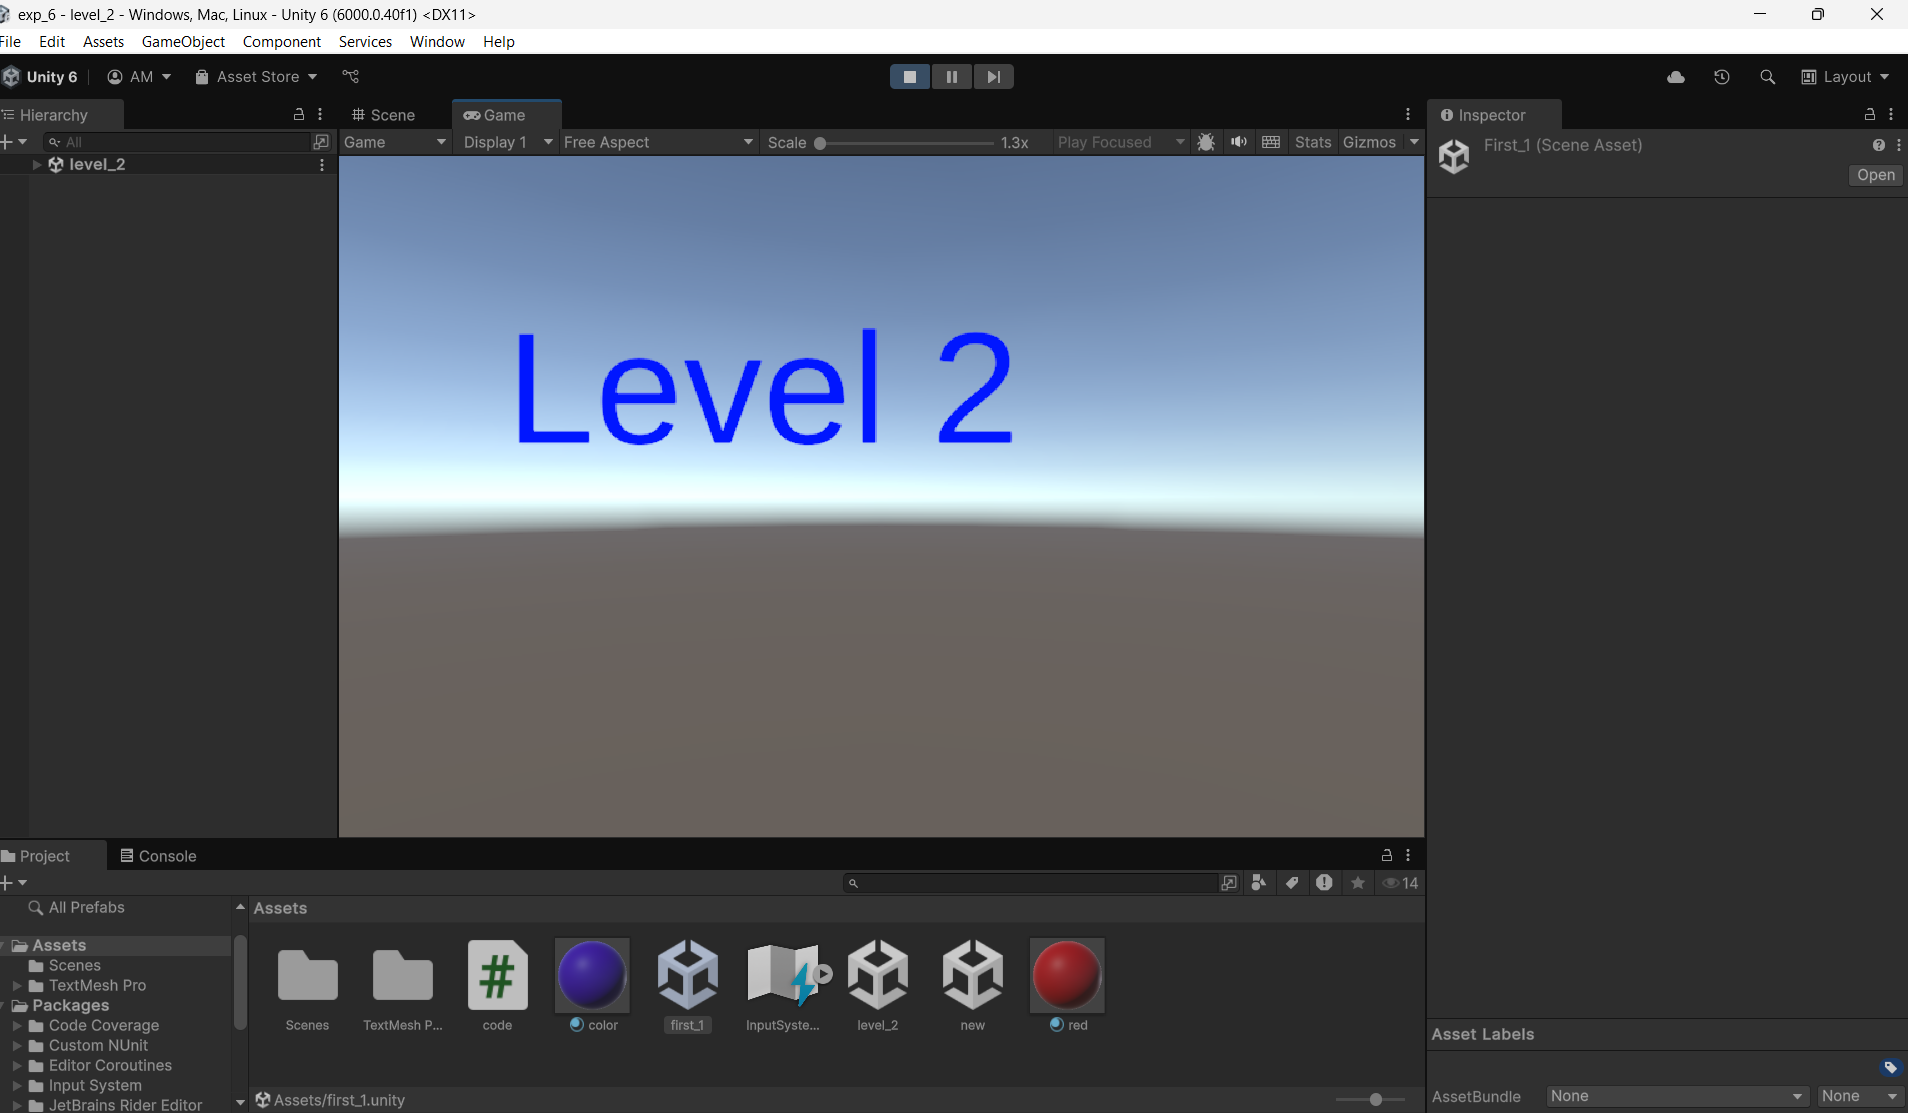 exp_6 - level_2 - Windows, Mac, Linux - Unity 6 (6000.0.40f1) <DX11>
File Edit Assets GameObject Component Services Window Help
Unity 6 AM Asset Store Layout
Hierarchy Scene Game Inspector
All Game Display 1 Free Aspect Scale 1.3x Play Focused Stats Gizmos First_1 (Scene Asset)
level_2
Open
Level 2
Project Console
14
All Prefabs Assets
Assets
Scenes
TextMesh Pro
Packages
Code Coverage
Custom NUnit
Editor Coroutines
Input System
JetBrains Rider Editor
Scenes TextMesh P... code color first_1 InputSyste... level_2 new red
Assets/first_1.unity
Asset Labels
AssetBundle None None